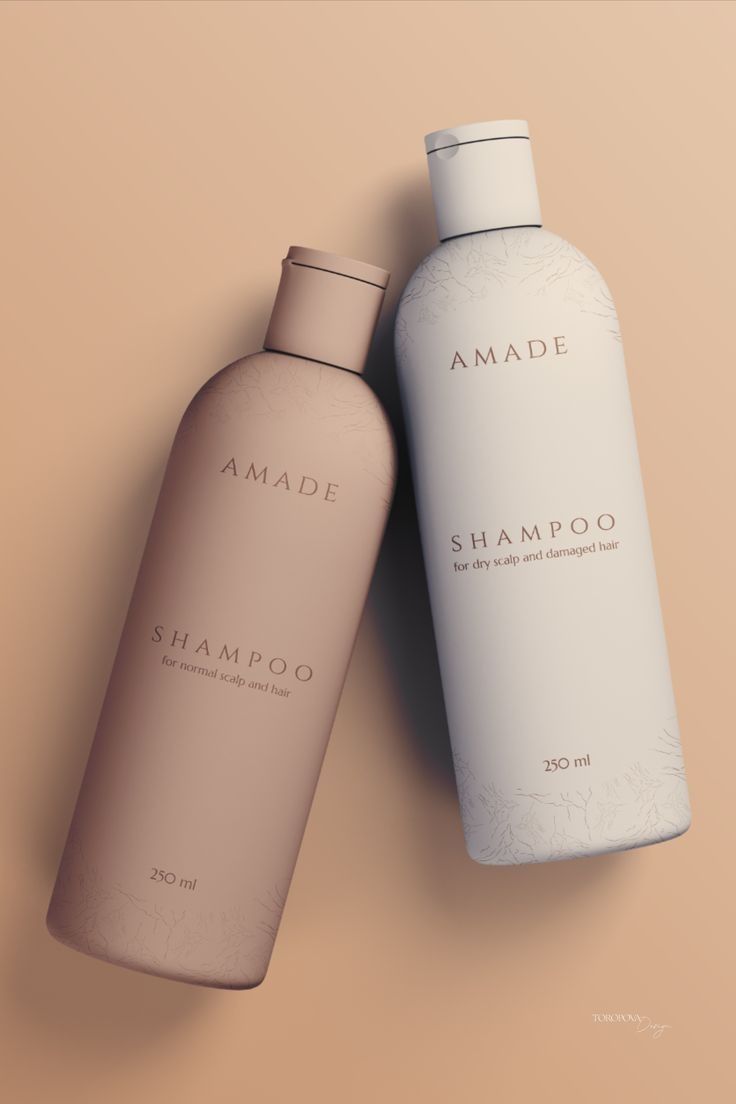 AMADE
SHAMPOO
for normal scalp and hair
250 ml
AMADE
SHAMPOO
for dry scalp and damaged hair
250 ml
TOROPOVA
Design